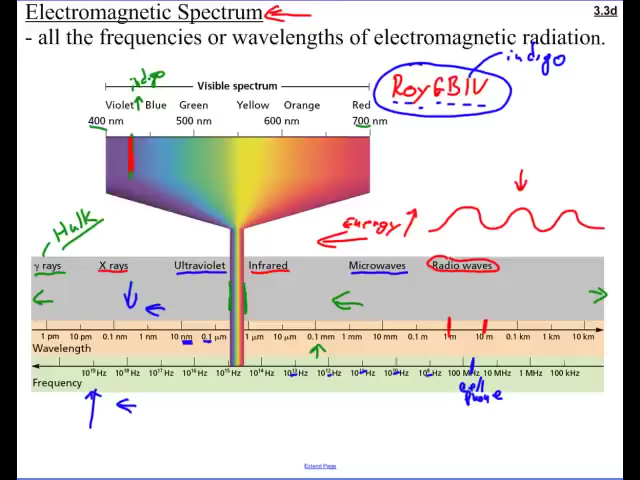 Electromagnetic Spectrum
3.3d
- all the frequencies or wavelengths of electromagnetic radiation.
indigo
indigo
Visible spectrum
RoyGBIV
Violet Blue Green Yellow Orange Red
400 nm 500 nm 600 nm 700 nm
Hulk
Energy
γ rays X rays Ultraviolet Infrared Microwaves Radio waves
1 pm 10 pm 0.1 nm 1 nm 10 nm 0.1 μm 1 μm 10 μm 0.1 mm 1 mm 10 mm 0.1 m 1 m 10 m 0.1 km 1 km 10 km
Wavelength
10¹⁹ Hz 10¹⁸ Hz 10¹⁷ Hz 10¹⁶ Hz 10¹⁵ Hz 10¹⁴ Hz 10¹³ Hz 10¹² Hz 10¹¹ Hz 10¹⁰ Hz 10⁹ Hz 100 MHz 10 MHz 1 MHz 100 kHz
Frequency
cell
phone
Extend Page